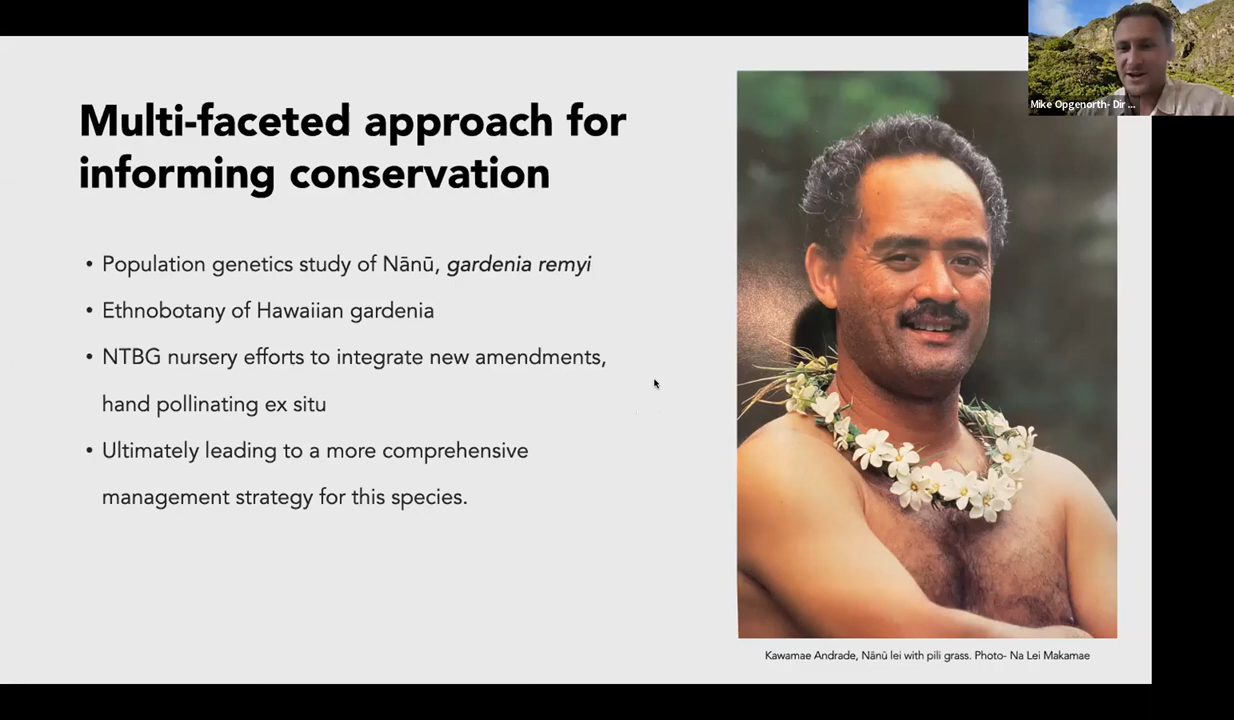 Multi-faceted approach for
informing conservation
• Population genetics study of Nānū, gardenia remyi
• Ethnobotany of Hawaiian gardenia
• NTBG nursery efforts to integrate new amendments,
hand pollinating ex situ
• Ultimately leading to a more comprehensive
management strategy for this species.
Mike Opgenorth- Dir ...
Kawamae Andrade, Nānū lei with pili grass. Photo- Na Lei Makamae